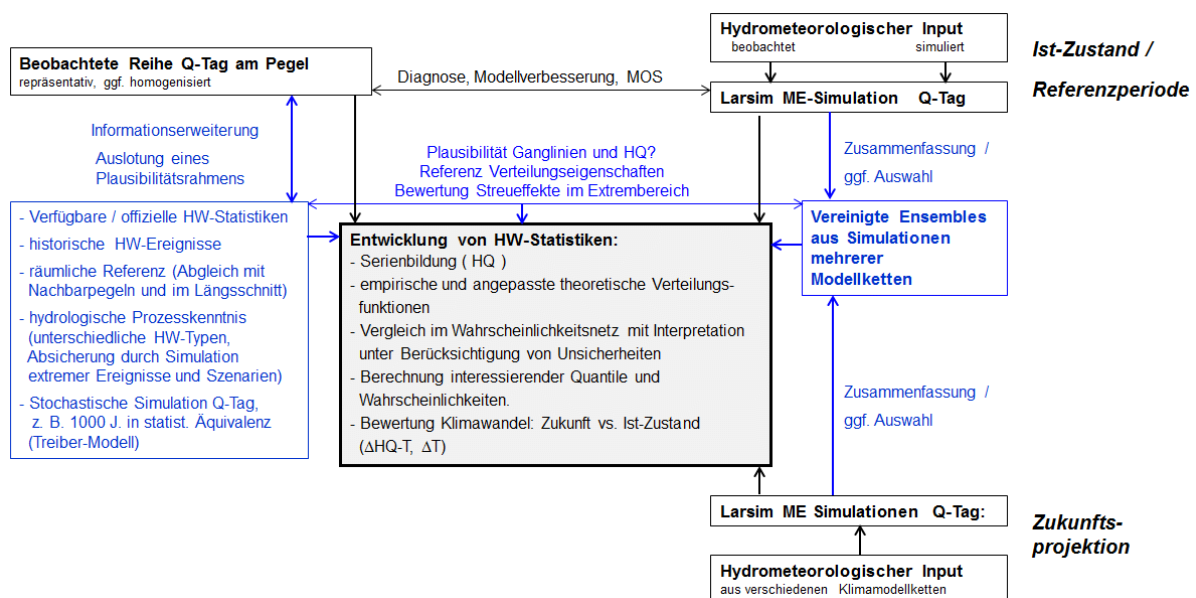 Hydrometeorologischer Input
beobachtet simuliert
Ist-Zustand /
Referenzperiode
Beobachtete Reihe Q-Tag am Pegel
repräsentativ, ggf. homogenisiert
Diagnose, Modellverbesserung, MOS
Larsim ME-Simulation Q-Tag
Informationserweiterung
Auslotung eines
Plausibilitätsrahmens
Plausibilität Ganglinien und HQ?
Referenz Verteilungseigenschaften
Bewertung Streueffekte im Extrembereich
Zusammenfassung /
ggf. Auswahl
- Verfügbare / offizielle HW-Statistiken
- historische HW-Ereignisse
- räumliche Referenz (Abgleich mit
Nachbarpegeln und im Längsschnitt)
- hydrologische Prozesskenntnis
(unterschiedliche HW-Typen,
Absicherung durch Simulation
extremer Ereignisse und Szenarien)
- Stochastische Simulation Q-Tag,
z. B. 1000 J. in statist. Äquivalenz
(Treiber-Modell)
Entwicklung von HW-Statistiken:
- Serienbildung ( HQ )
- empirische und angepasste theoretische Verteilungs-
funktionen
- Vergleich im Wahrscheinlichkeitsnetz mit Interpretation
unter Berücksichtigung von Unsicherheiten
- Berechnung interessierender Quantile und
Wahrscheinlichkeiten.
- Bewertung Klimawandel: Zukunft vs. Ist-Zustand
(ΔHQ-T, ΔT)
Vereinigte Ensembles
aus Simulationen
mehrerer
Modellketten
Zusammenfassung /
ggf. Auswahl
Larsim ME Simulationen Q-Tag:
Zukunfts-
projektion
Hydrometeorologischer Input
aus verschiedenen Klimamodellketten